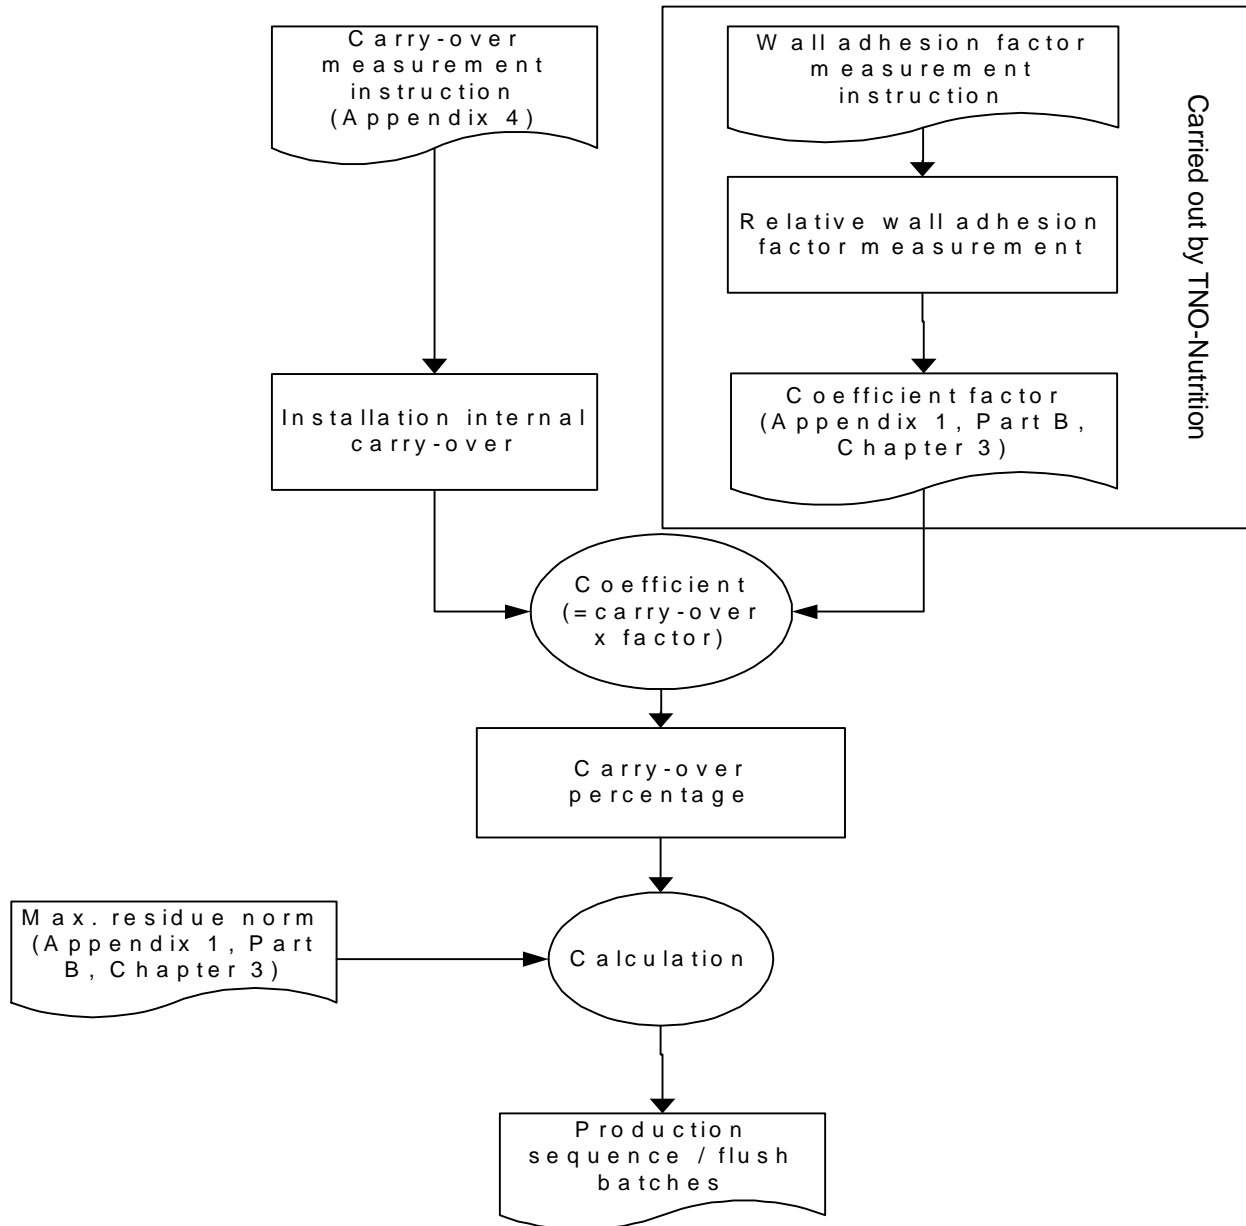 Carry-over
measurement
instruction
(Appendix 4)
Wall adhesion factor
measurement
instruction
Carried out by TNO-Nutrition
Relative wall adhesion
factor measurement
Installation internal
carry-over
Coefficient factor
(Appendix 1, Part B,
Chapter 3)
Coefficient
(=carry-over
x factor)
Carry-over
percentage
Max. residue norm
(Appendix 1, Part
B, Chapter 3)
Calculation
Production
sequence / flush
batches